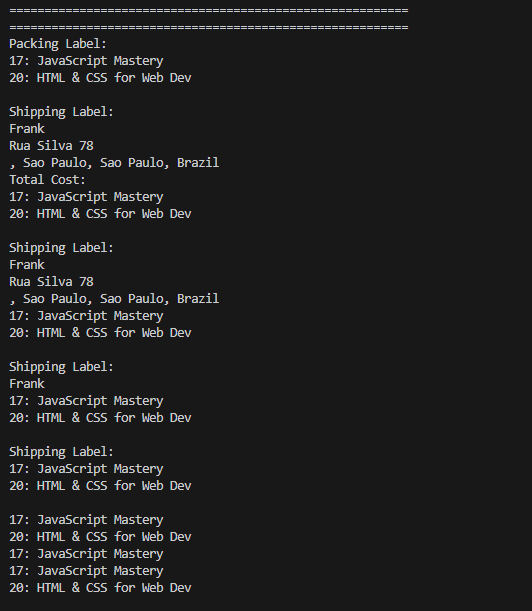 =========================================================
=========================================================
Packing Label:
17: JavaScript Mastery
20: HTML & CSS for Web Dev

Shipping Label:
Frank
Rua Silva 78
, Sao Paulo, Sao Paulo, Brazil
Total Cost:
17: JavaScript Mastery
20: HTML & CSS for Web Dev

Shipping Label:
Frank
Rua Silva 78
, Sao Paulo, Sao Paulo, Brazil
17: JavaScript Mastery
20: HTML & CSS for Web Dev

Shipping Label:
Frank
17: JavaScript Mastery
20: HTML & CSS for Web Dev

Shipping Label:
17: JavaScript Mastery
20: HTML & CSS for Web Dev

17: JavaScript Mastery
20: HTML & CSS for Web Dev
17: JavaScript Mastery
17: JavaScript Mastery
20: HTML & CSS for Web Dev